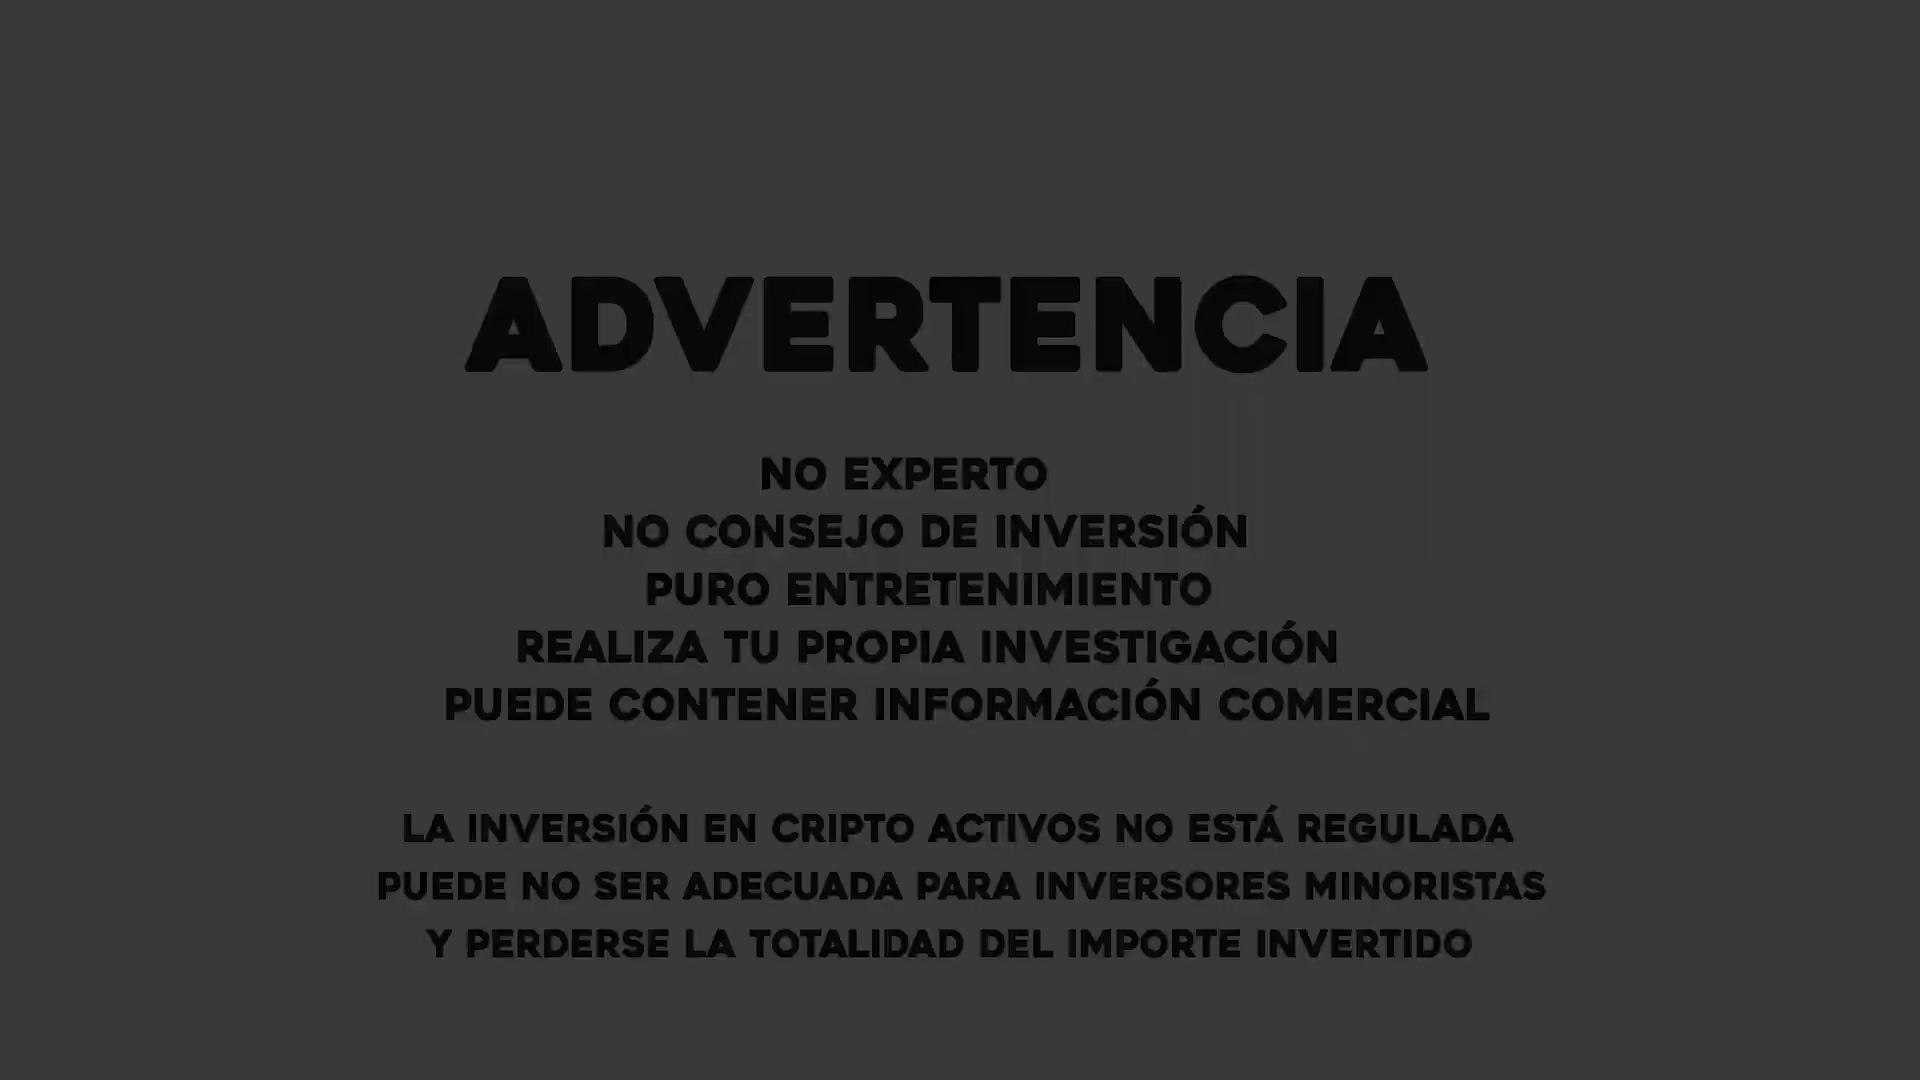 ADVERTENCIA
NO EXPERTO
NO CONSEJO DE INVERSIÓN
PURO ENTRETENIMIENTO
REALIZA TU PROPIA INVESTIGACIÓN
PUEDE CONTENER INFORMACIÓN COMERCIAL
LA INVERSIÓN EN CRIPTO ACTIVOS NO ESTÁ REGULADA
PUEDE NO SER ADECUADA PARA INVERSORES MINORISTAS
Y PERDERSE LA TOTALIDAD DEL IMPORTE INVERTIDO